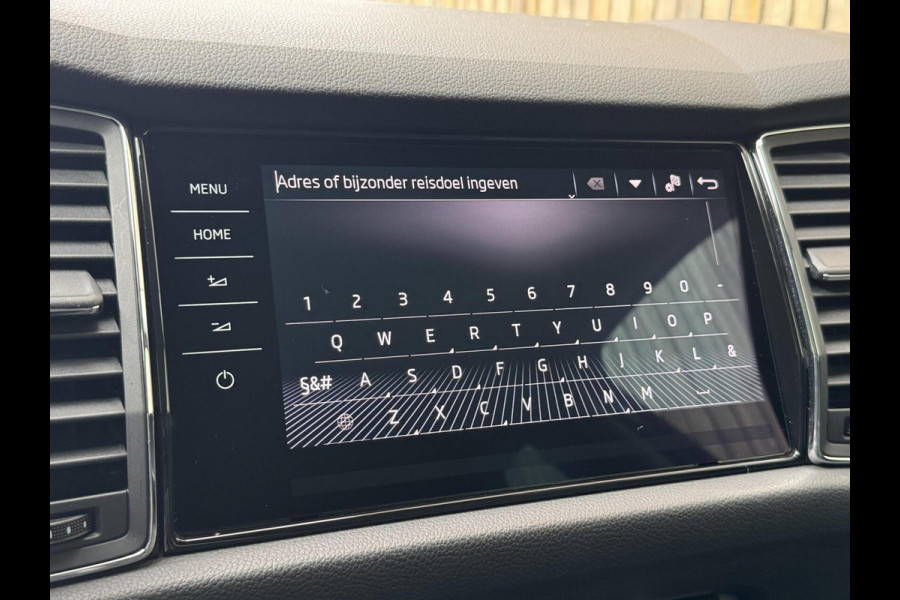 Adres of bijzonder reisdoel ingeven
MENU
HOME
1 2 3 4 5 6 7 8 9 0 -
Q W E R T Y U I O P
§&# A S D F G H J K L &
Z X C V B N M